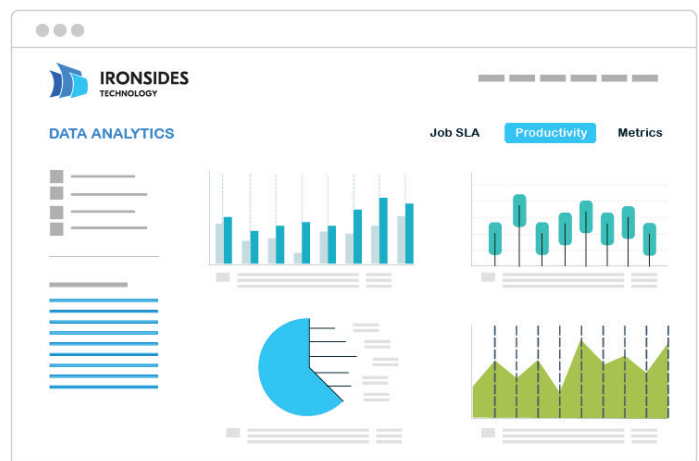 IRONSIDES
TECHNOLOGY
DATA ANALYTICS
Job SLA
Productivity
Metrics